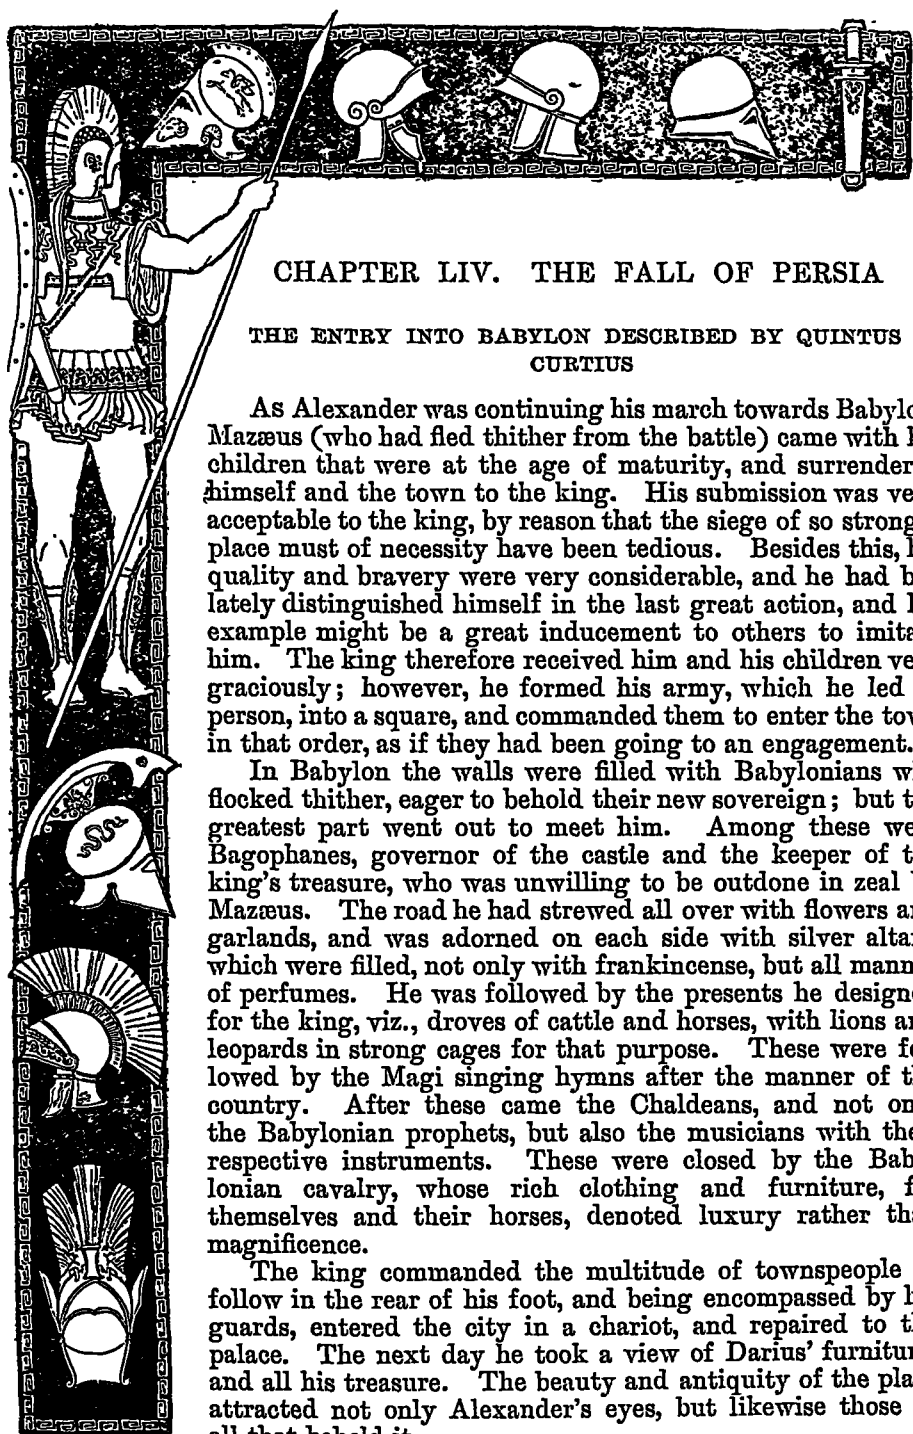 CHAPTER LIV. THE FALL OF PERSIA
THE ENTRY INTO BABYLON DESCRIBED BY QUINTUS
CURTIUS
As Alexander was continuing his march towards
Mazæus (who had fled thither from the battle) came with
children that were at the age of maturity, and
himself and the town to the king. His submission was
acceptable to the king, by reason that the siege of so
place must of necessity have been tedious. Besides this,
quality and bravery were very considerable, and he had
lately distinguished himself in the last great action, and
example might be a great inducement to others to
him. The king therefore received him and his children
graciously; however, he formed his army, which he led
person, into a square, and commanded them to enter the
in that order, as if they had been going to an engagement.
In Babylon the walls were filled with Babylonians
flocked thither, eager to behold their new sovereign; but
greatest part went out to meet him. Among these
Bagophanes, governor of the castle and the keeper of
king's treasure, who was unwilling to be outdone in zeal
Mazæus. The road he had strewed all over with flowers
garlands, and was adorned on each side with silver
which were filled, not only with frankincense, but all
of perfumes. He was followed by the presents he
for the king, viz., droves of cattle and horses, with lions
leopards in strong cages for that purpose. These were
lowed by the Magi singing hymns after the manner of
country. After these came the Chaldeans, and not
the Babylonian prophets, but also the musicians with
respective instruments. These were closed by the
lonian cavalry, whose rich clothing and furniture,
themselves and their horses, denoted luxury rather
magnificence.
The king commanded the multitude of townspeople
follow in the rear of his foot, and being encompassed by
guards, entered the city in a chariot, and repaired to
palace. The next day he took a view of Darius'
and all his treasure. The beauty and antiquity of the
attracted not only Alexander's eyes, but likewise those